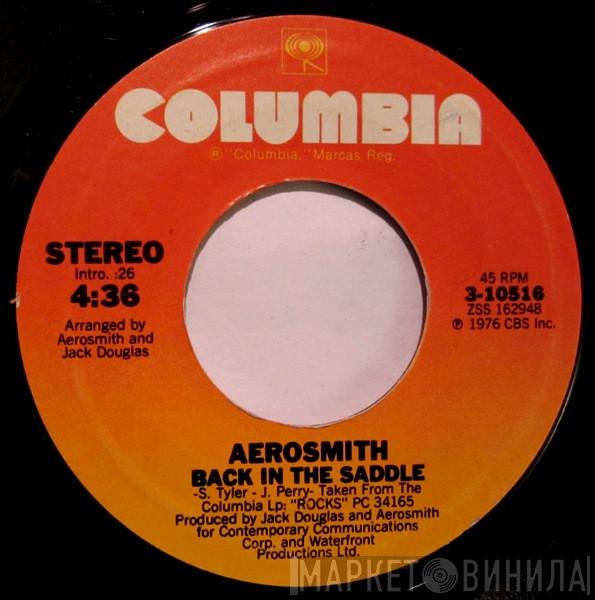 COLUMBIA
® "Columbia," Marcas Reg.
STEREO
Intro. :26
4:36
Arranged by
Aerosmith and
Jack Douglas
45 RPM
3-10516
ZSS 162948
℗ 1976 CBS Inc.
AEROSMITH
BACK IN THE SADDLE
-S. Tyler - J. Perry- Taken From The
Columbia Lp: "ROCKS" PC 34165
Produced by Jack Douglas and Aerosmith
for Contemporary Communications
Corp. and Waterfront
Productions Ltd.
МАРКЕТ ВИНИЛА